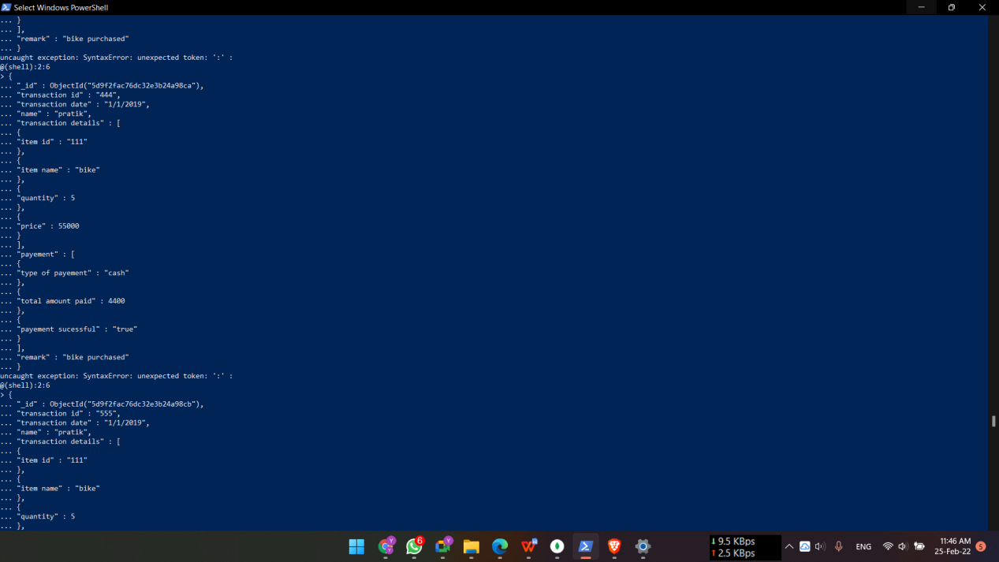 Select Windows PowerShell
... }
... ],
... "remark" : "bike purchased"
... }
uncaught exception: SyntaxError: unexpected token: ':' :
@(shell):2:6
> {
... "_id" : ObjectId("5d9f2fac76dc32e3b24a98ca"),
... "transaction id" : "444",
... "transaction date" : "1/1/2019",
... "name" : "pratik",
... "transaction details" : [
... {
... "item id" : "111"
... },
... {
... "item name" : "bike"
... },
... {
... "quantity" : 5
... },
... {
... "price" : 55000
... }
... ],
... "payement" : [
... {
... "type of payement" : "cash"
... },
... {
... "total amount paid" : 4400
... },
... {
... "payement sucessful" : "true"
... }
... ],
... "remark" : "bike purchased"
... }
uncaught exception: SyntaxError: unexpected token: ':' :
@(shell):2:6
> {
... "_id" : ObjectId("5d9f2fac76dc32e3b24a98cb"),
... "transaction id" : "555",
... "transaction date" : "1/1/2019",
... "name" : "pratik",
... "transaction details" : [
... {
... "item id" : "111"
... },
... {
... "item name" : "bike"
... },
... {
... "quantity" : 5
... },
6
9.5 KBps
2.5 KBps
ENG
11:46 AM
25-Feb-22
5